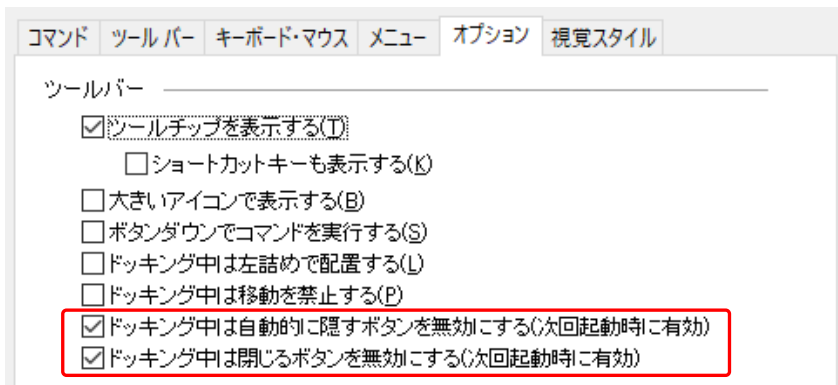 コマンド ツール バー キーボード・マウス メニュー オプション 視覚スタイル
ツールバー
ツールチップを表示する(T)
ショートカットキーも表示する(K)
大きいアイコンで表示する(B)
ボタンダウンでコマンドを実行する(S)
ドッキング中は左詰めで配置する(L)
ドッキング中は移動を禁止する(P)
ドッキング中は自動的に隠すボタンを無効にする(次回起動時に有効)
ドッキング中は閉じるボタンを無効にする(次回起動時に有効)